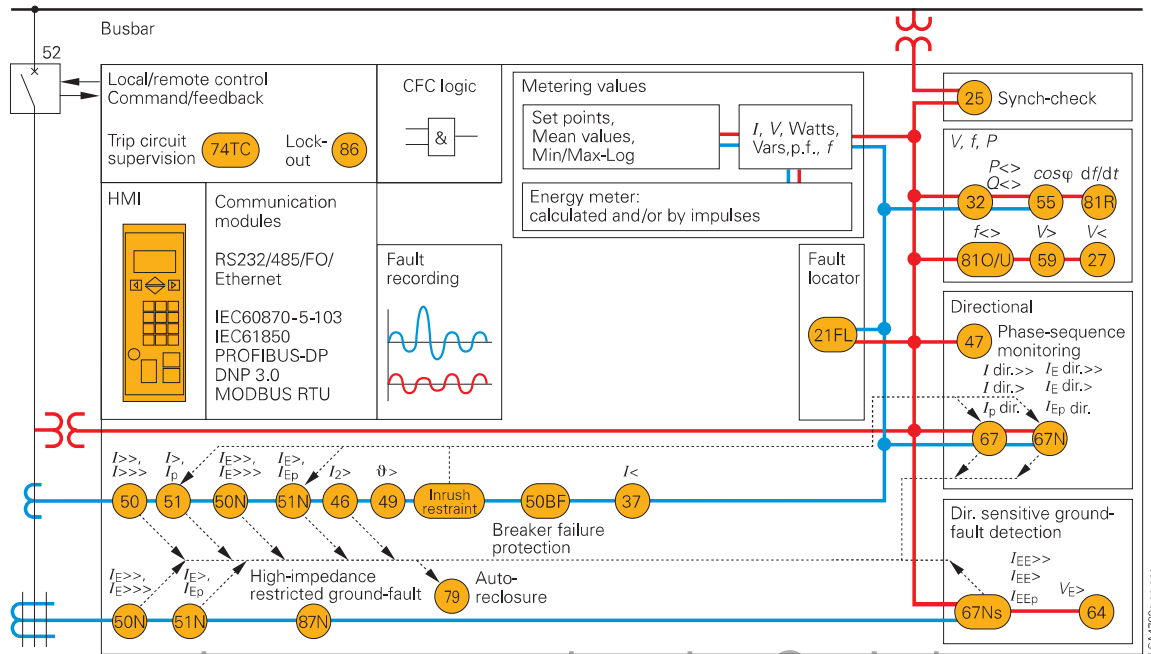 Busbar
52
Local/remote control
Command/feedback
Trip circuit
supervision
74TC
Lock-
out
86
CFC logic
&
Metering values
Set points,
Mean values,
Min/Max-Log
I, V, Watts,
Vars,p.f., f
Energy meter:
calculated and/or by impulses
25
Synch-check
V, f, P
P<>
Q<>
cosφ
df/dt
32
55
81R
f<>
V>
V<
81O/U
59
27
HMI
Communication
modules
RS232/485/FO/
Ethernet
IEC60870-5-103
IEC61850
PROFIBUS-DP
DNP 3.0
MODBUS RTU
Fault
recording
Fault
locator
21FL
Directional
47
Phase-sequence
monitoring
I dir.>>
I dir.>
Ip dir.
IE dir.>>
IE dir.>
IEp dir.
67
67N
I>>,
I>>>
I>,
Ip
IE>>,
IE>>>
IE>,
IEp
I2>
ϑ>
I<
50
51
50N
51N
46
49
Inrush
restraint
50BF
37
Breaker failure
protection
IE>>,
IE>>>
IE>,
IEp
High-impedance
restricted ground-fault
79
Auto-
reclosure
50N
51N
87N
Dir. sensitive ground-
fault detection
IEE>>
IEE>
IEEp
VE>
67Ns
64